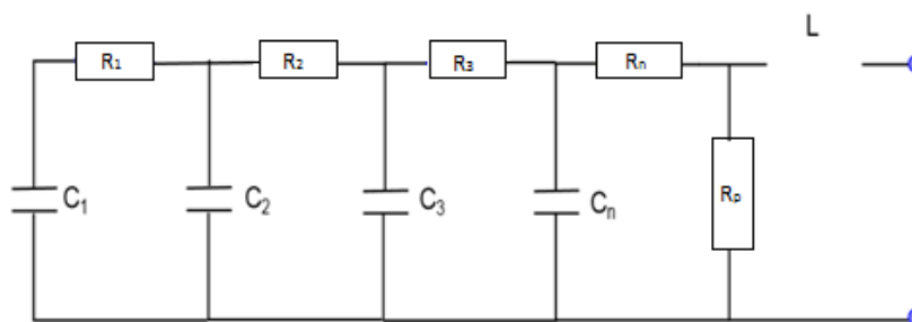 L
R₁ R₂ R₃ Rₙ
C₁ C₂ C₃ Cₙ Rₚ